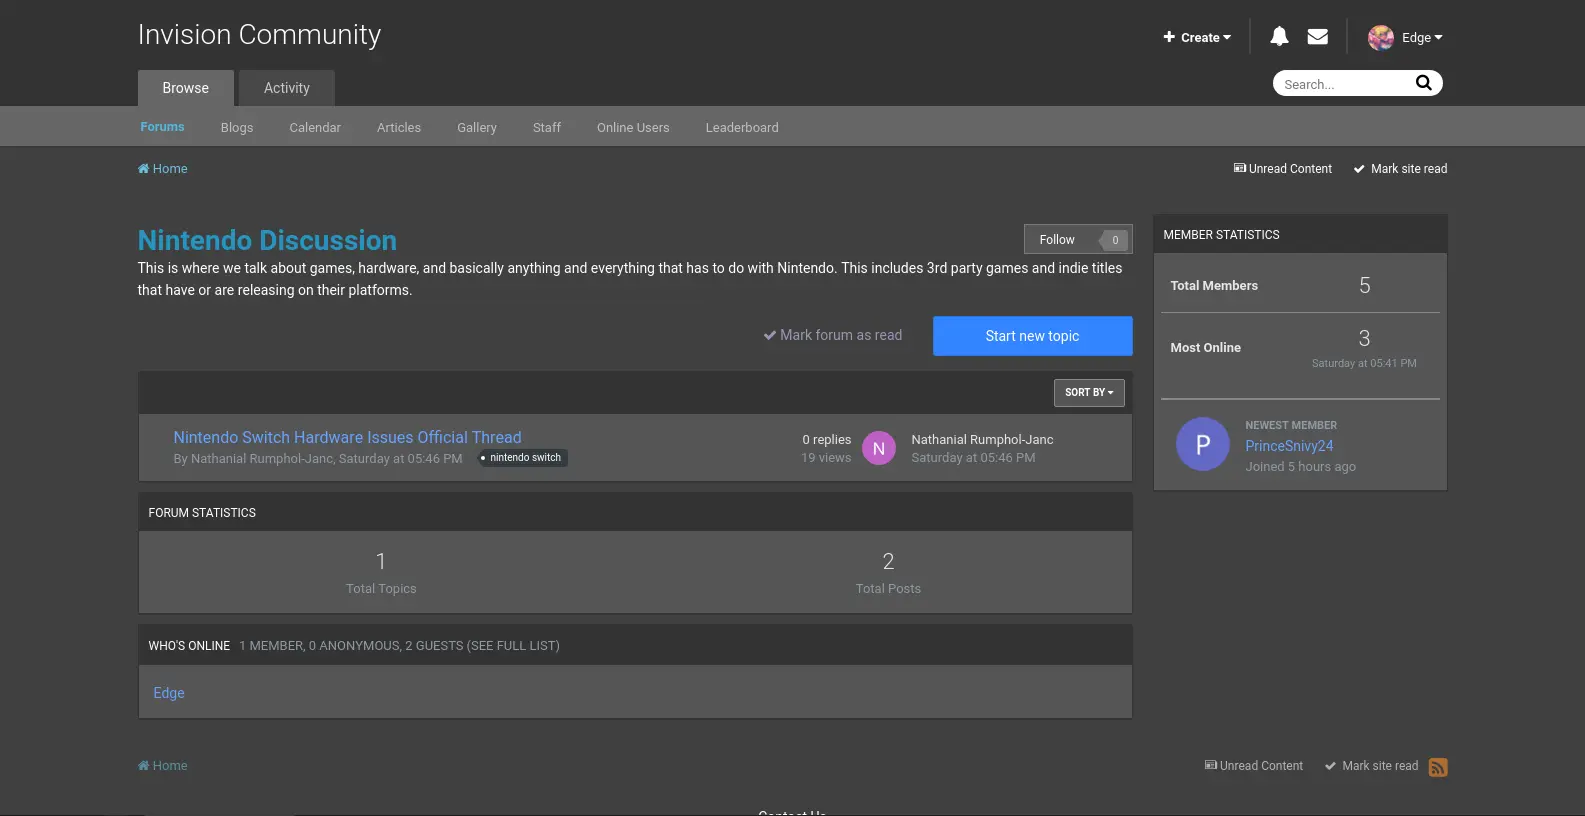 Invision Community
Create
Edge
Browse
Activity
Search...
Forums
Blogs
Calendar
Articles
Gallery
Staff
Online Users
Leaderboard
Home
Unread Content
Mark site read
Nintendo Discussion
Follow
0
This is where we talk about games, hardware, and basically anything and everything that has to do with Nintendo. This includes 3rd party games and indie titles
that have or are releasing on their platforms.
Mark forum as read
Start new topic
SORT BY
Nintendo Switch Hardware Issues Official Thread
By Nathanial Rumphol-Janc, Saturday at 05:46 PM
nintendo switch
0 replies
19 views
N
Nathanial Rumphol-Janc
Saturday at 05:46 PM
FORUM STATISTICS
1
Total Topics
2
Total Posts
WHO'S ONLINE 1 MEMBER, 0 ANONYMOUS, 2 GUESTS (SEE FULL LIST)
Edge
MEMBER STATISTICS
Total Members
5
Most Online
3
Saturday at 05:41 PM
P
NEWEST MEMBER
PrinceSnivy24
Joined 5 hours ago
Home
Unread Content
Mark site read
Contact Us